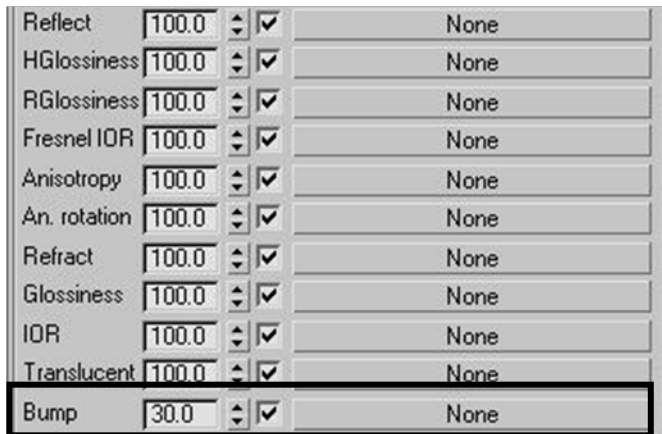 Reflect 100.0 None
HGlossiness 100.0 None
RGlossiness 100.0 None
Fresnel IOR 100.0 None
Anisotropy 100.0 None
An. rotation 100.0 None
Refract 100.0 None
Glossiness 100.0 None
IOR 100.0 None
Translucent 100.0 None
Bump 30.0 None